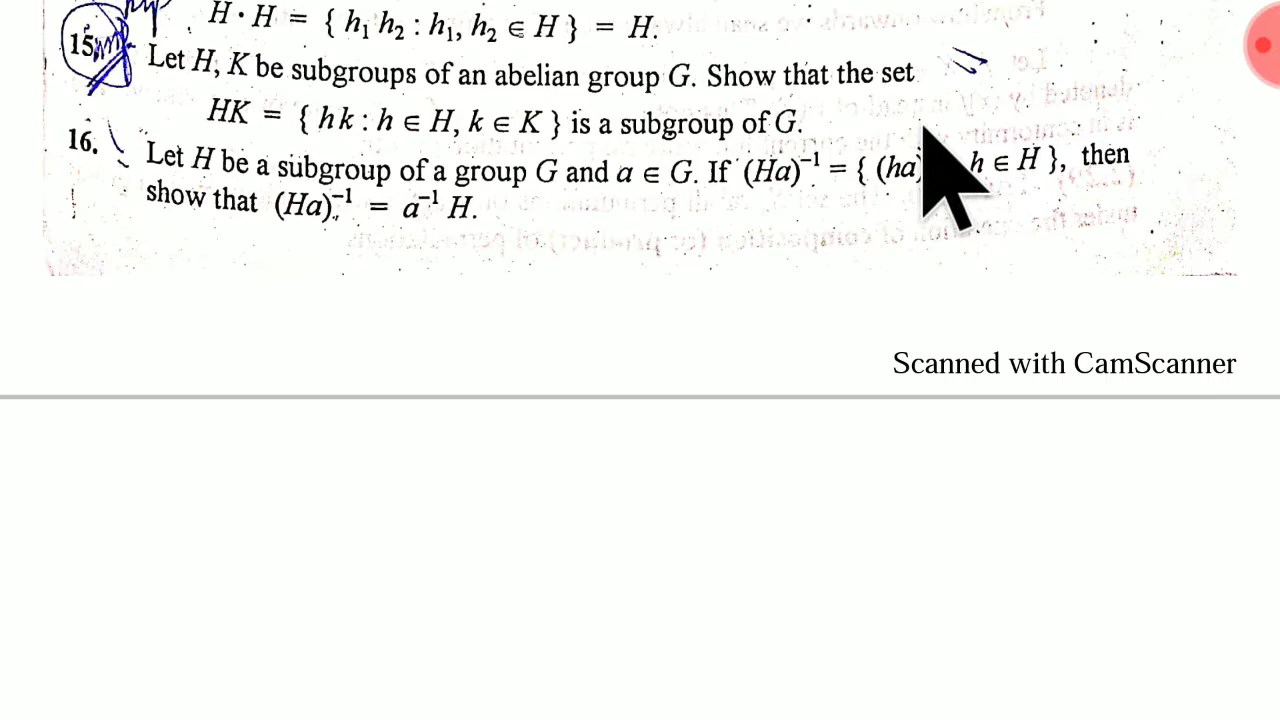 H · H = { h₁ h₂ : h₁, h₂ ∈ H } = H.
15. Let H, K be subgroups of an abelian group G. Show that the set
HK = { hk : h ∈ H, k ∈ K } is a subgroup of G.
16. Let H be a subgroup of a group G and a ∈ G. If (Ha)⁻¹ = { (ha) h ∈ H }, then
show that (Ha)⁻¹ = a⁻¹ H.
Scanned with CamScanner